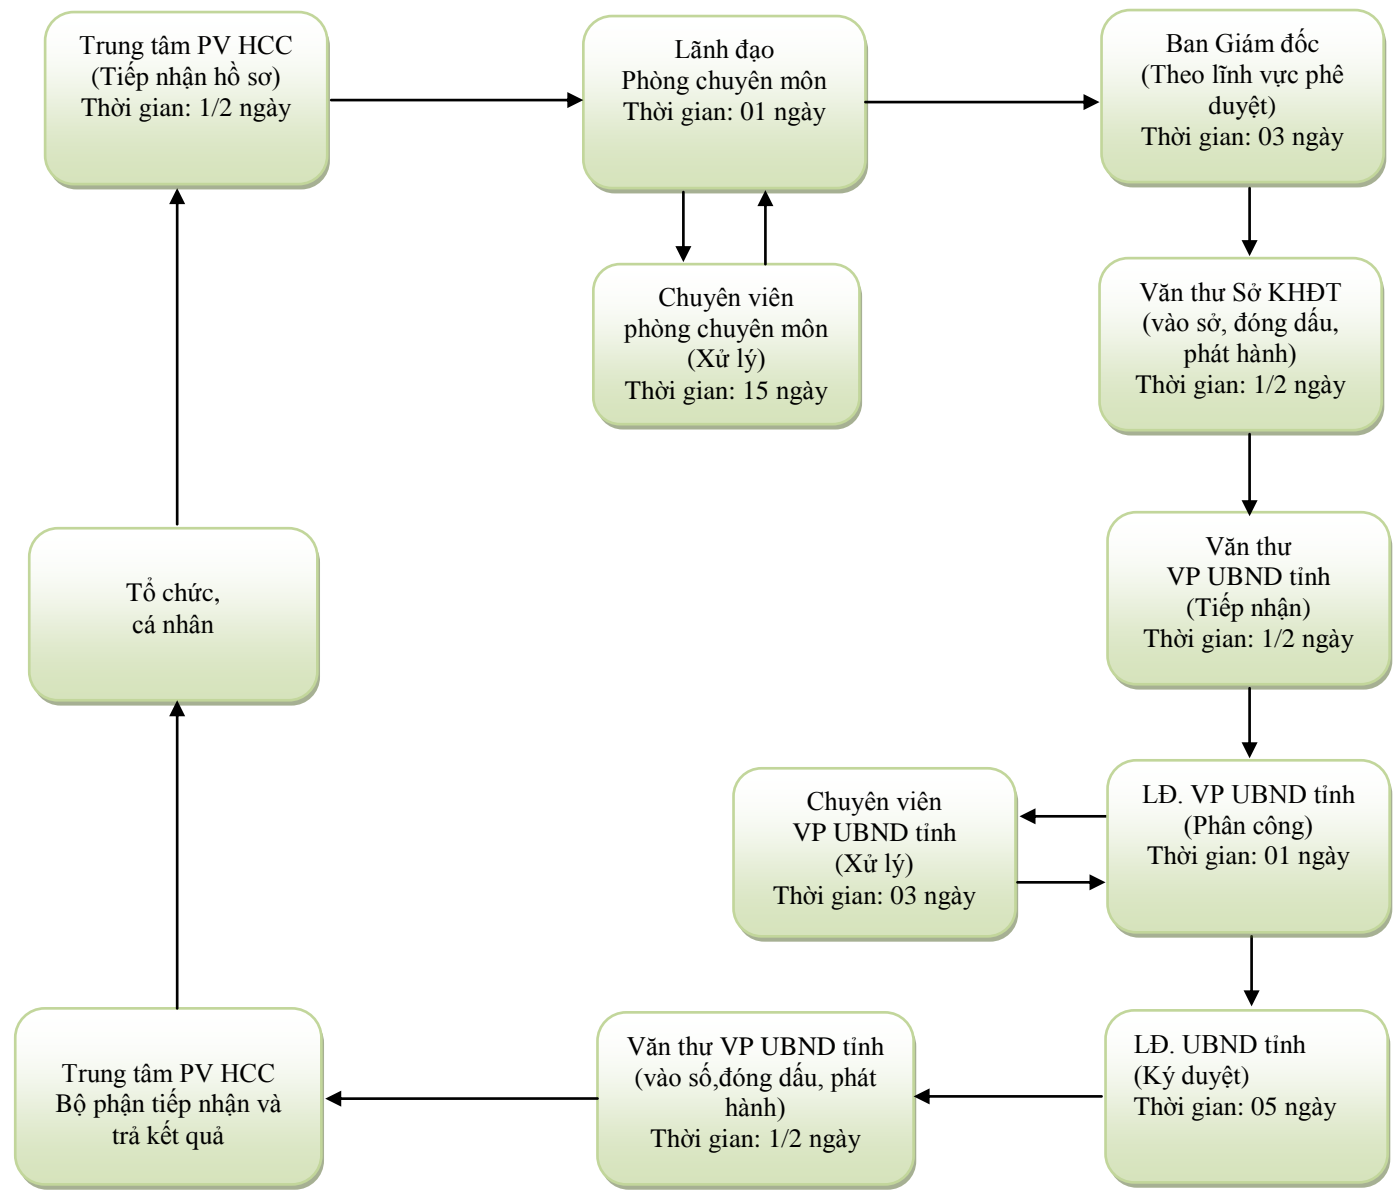 Trung tâm PV HCC
(Tiếp nhận hồ sơ)
Thời gian: 1/2 ngày
Lãnh đạo
Phòng chuyên môn
Thời gian: 01 ngày
Ban Giám đốc
(Theo lĩnh vực phê
duyệt)
Thời gian: 03 ngày
Chuyên viên
phòng chuyên môn
(Xử lý)
Thời gian: 15 ngày
Văn thư Sở KHĐT
(vào sở, đóng dấu,
phát hành)
Thời gian: 1/2 ngày
Tổ chức,
cá nhân
Văn thư
VP UBND tỉnh
(Tiếp nhận)
Thời gian: 1/2 ngày
Chuyên viên
VP UBND tỉnh
(Xử lý)
Thời gian: 03 ngày
LĐ. VP UBND tỉnh
(Phân công)
Thời gian: 01 ngày
Trung tâm PV HCC
Bộ phận tiếp nhận và
trả kết quả
Văn thư VP UBND tỉnh
(vào số,đóng dấu, phát
hành)
Thời gian: 1/2 ngày
LĐ. UBND tỉnh
(Ký duyệt)
Thời gian: 05 ngày